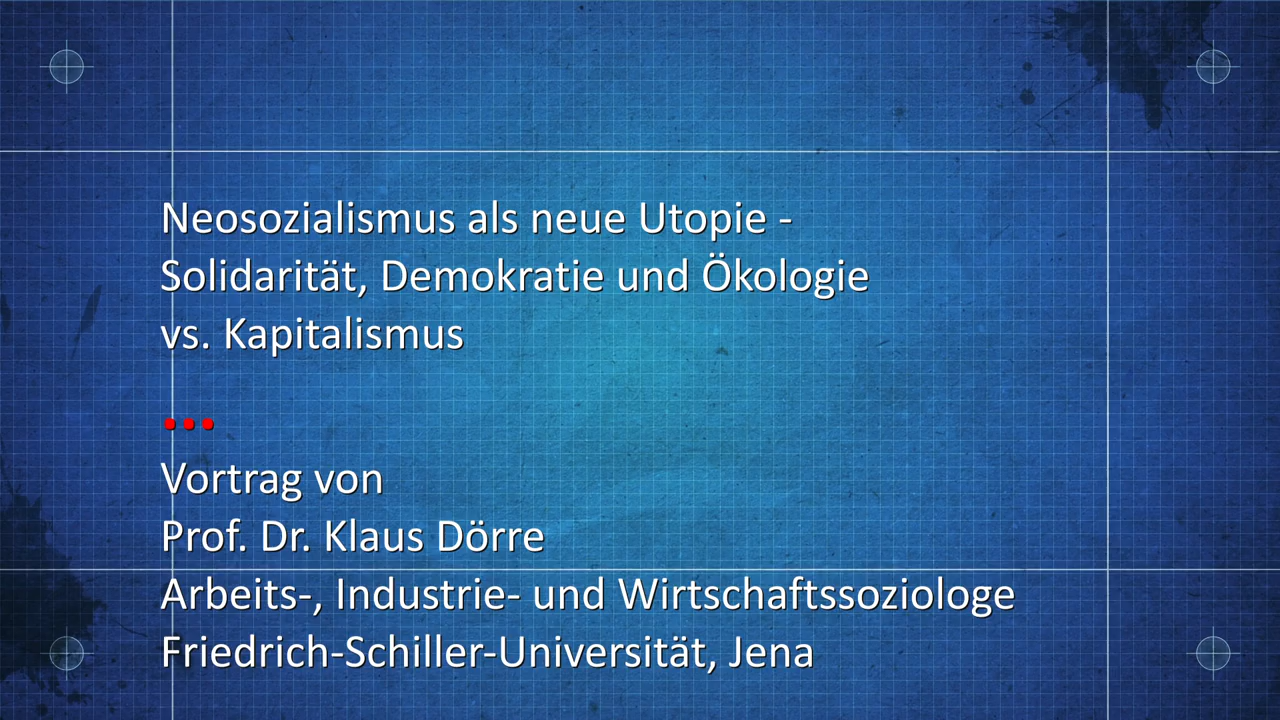 Neosozialismus als neue Utopie -
Solidarität, Demokratie und Ökologie
vs. Kapitalismus
...
Vortrag von
Prof. Dr. Klaus Dörre
Arbeits-, Industrie- und Wirtschaftssoziologe
Friedrich-Schiller-Universität, Jena